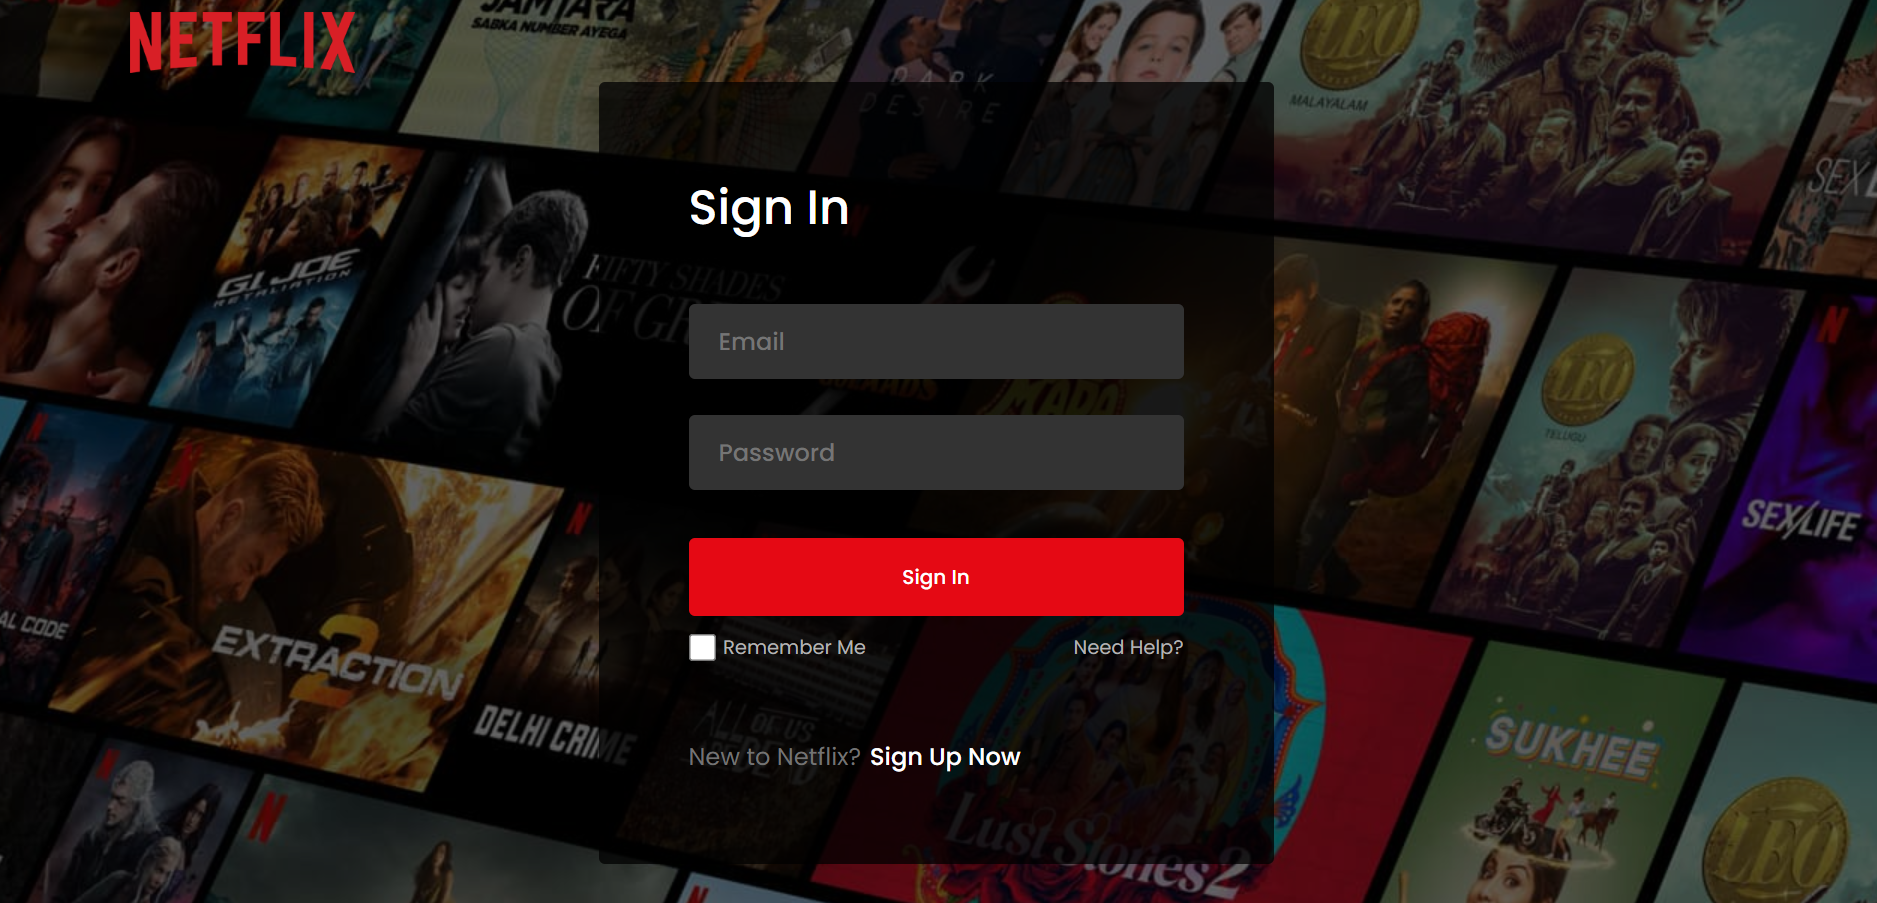 NETFLIX
JAMTARA
SABKA NUMBER AYEGA
DARK
DESIRE
LEO
MALAYALAM
SEX
Sign In
G.I. JOE
RETALIATION
FIFTY SHADES
OF GR
Email
MADA
LEO
TELUGU
Password
SEX/LIFE
Sign In
AL CODE
EXTRACTION
2
Remember Me
Need Help?
DELHI CRIME
ALL OF US
DEAD
SUKHEE
New to Netflix? Sign Up Now
Lust Stories 2
LEO